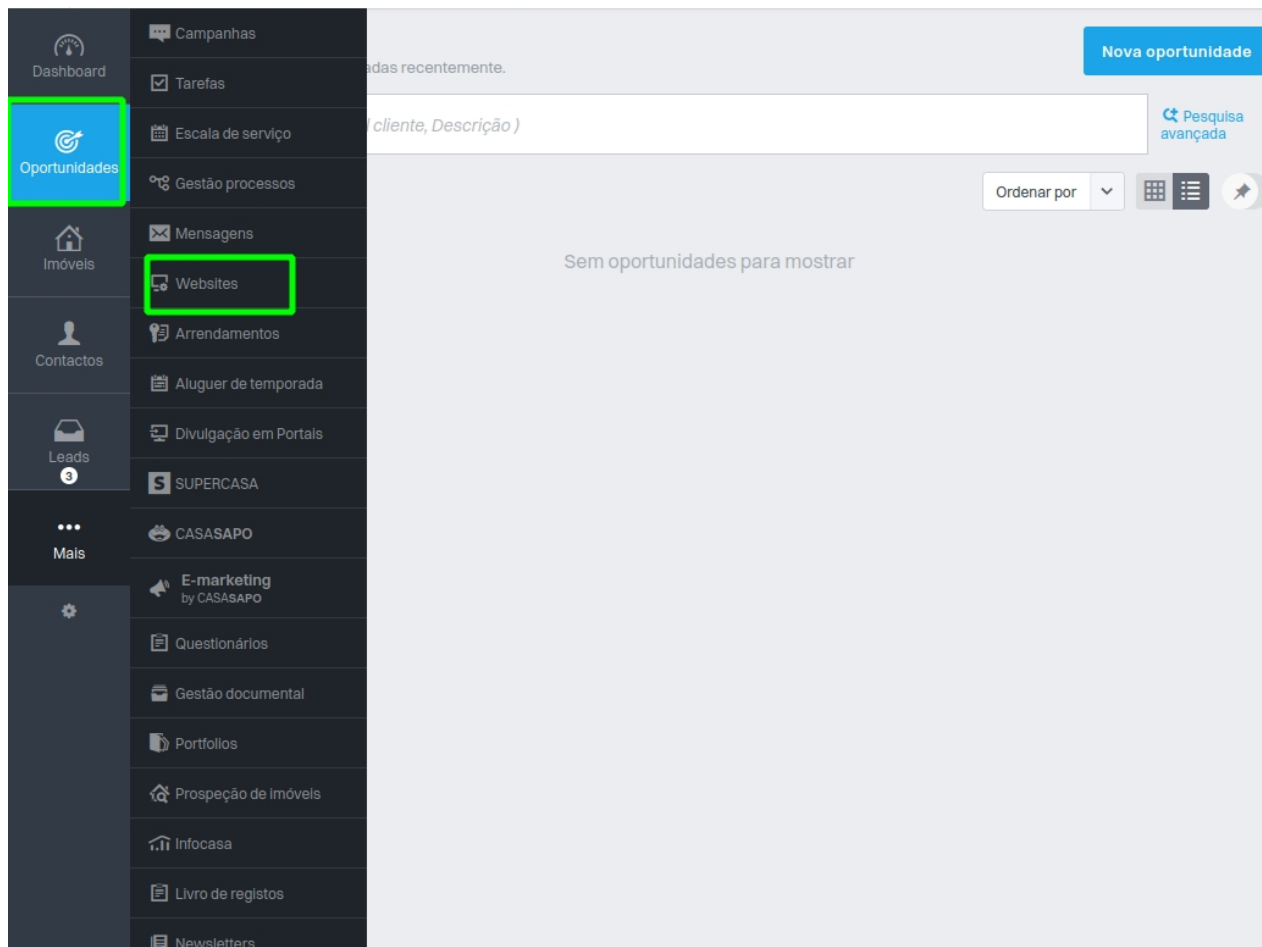 Dashboard
Oportunidades
Imóveis
Contactos
Leads
3
Mais
Campanhas
Tarefas
Escala de serviço
Gestão processos
Mensagens
Websites
Arrendamentos
Aluguer de temporada
Divulgação em Portais
S SUPERCASA
CASASAPO
E-marketing
by CASASAPO
Questionários
Gestão documental
Portfolios
Prospeção de imóveis
Infocasa
Livro de registos
Newsletters
adas recentemente.
Nova oportunidade
l cliente, Descrição )
Pesquisa
avançada
Ordenar por
Sem oportunidades para mostrar